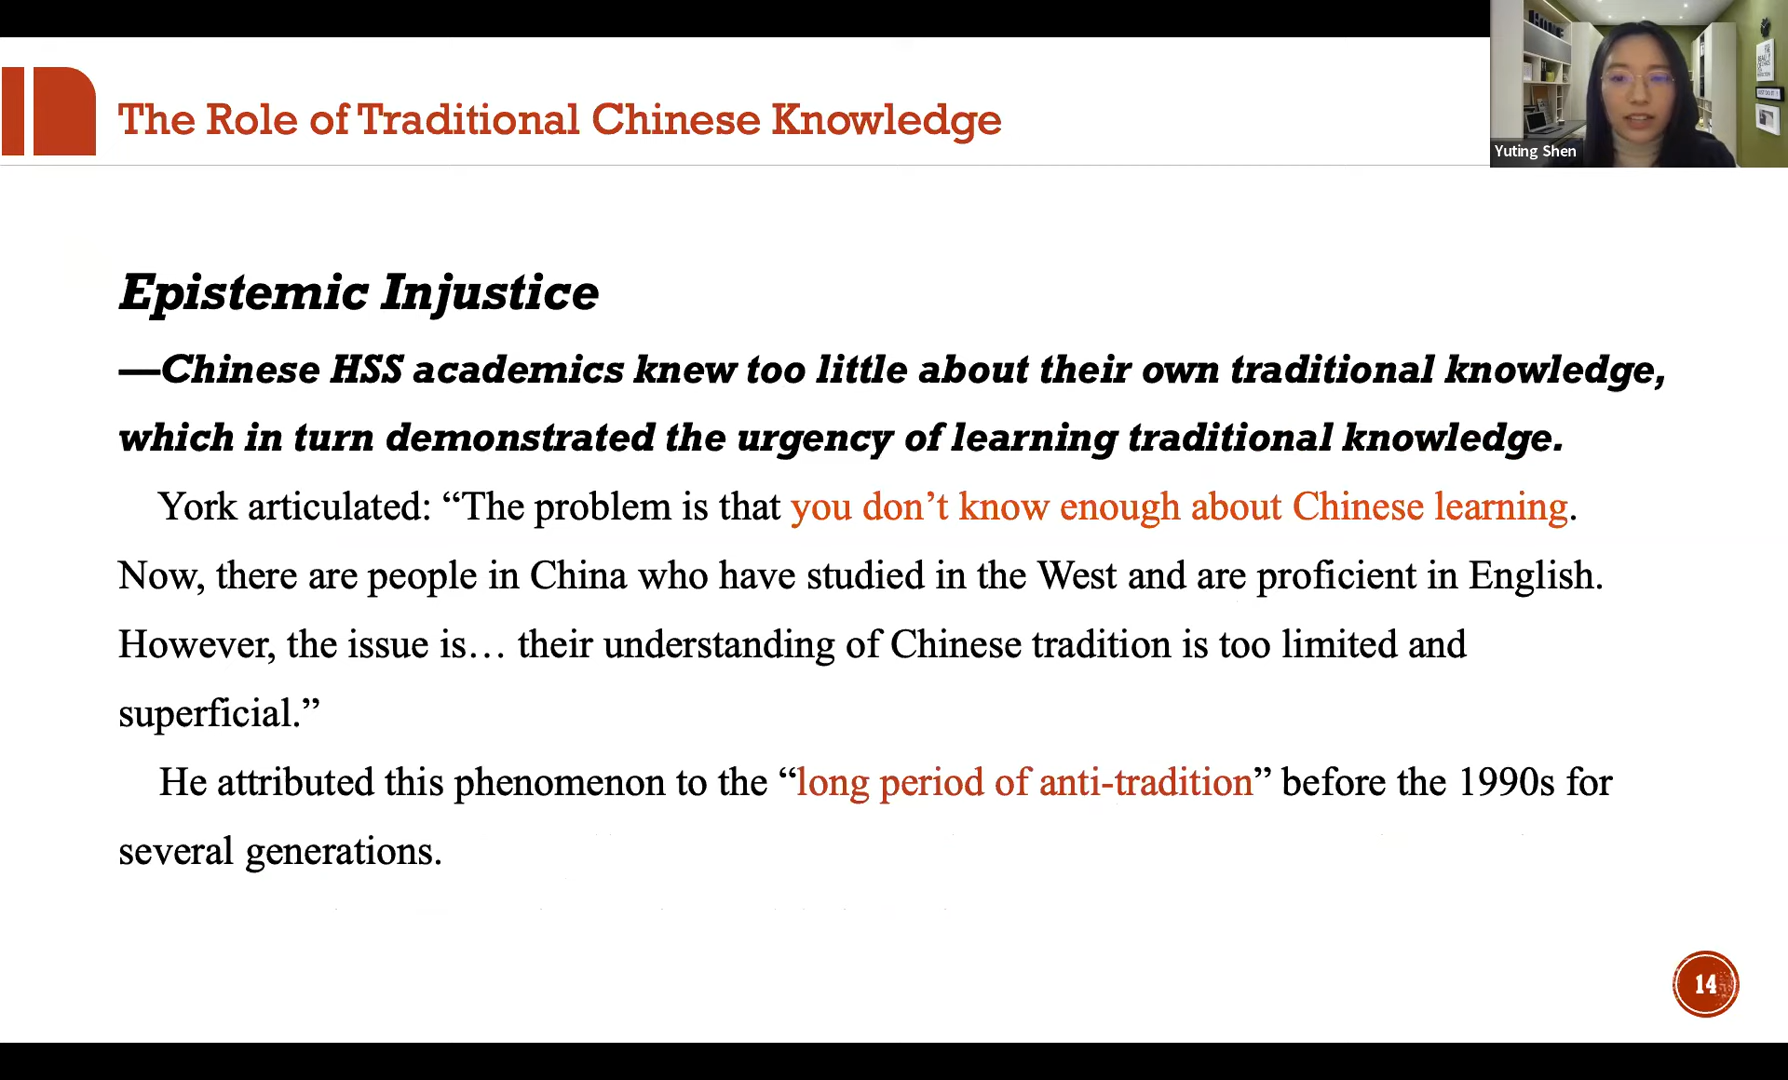 The Role of Traditional Chinese Knowledge
Yuting Shen
Epistemic Injustice
—Chinese HSS academics knew too little about their own traditional knowledge,
which in turn demonstrated the urgency of learning traditional knowledge.
York articulated: “The problem is that you don’t know enough about Chinese learning.
Now, there are people in China who have studied in the West and are proficient in English.
However, the issue is… their understanding of Chinese tradition is too limited and
superficial.”
He attributed this phenomenon to the “long period of anti-tradition” before the 1990s for
several generations.
14